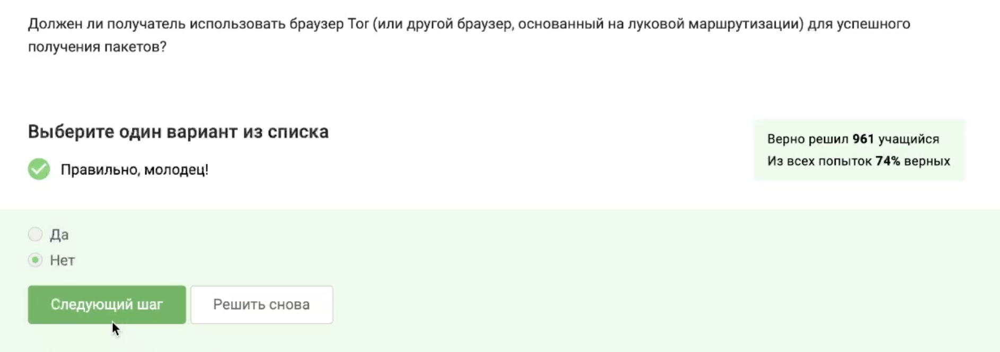 Должен ли получатель использовать браузер Tor (или другой браузер, основанный на луковой маршрутизации) для успешного
получения пакетов?
Выберите один вариант из списка
Правильно, молодец!
Верно решил 961 учащийся
Из всех попыток 74% верных
Да
Нет
Следующий шаг
Решить снова